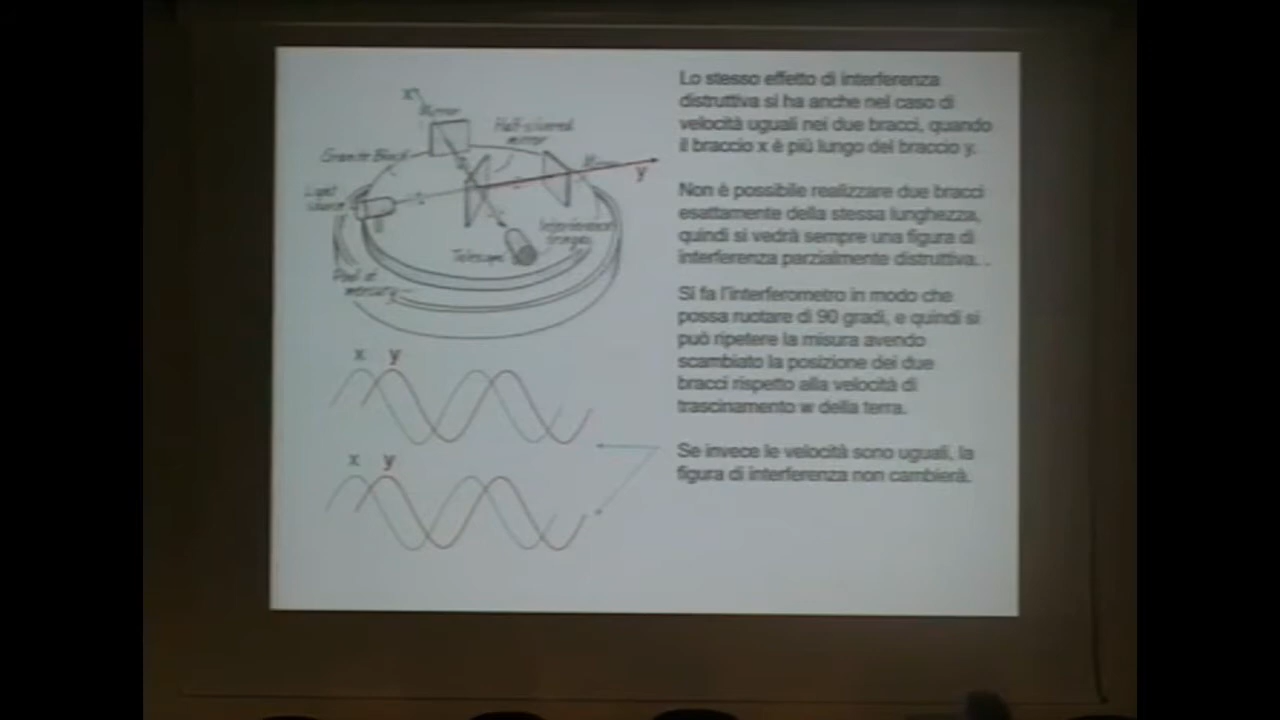 x
Mirror
Half-silvered
mirror
Granite Block
Mirror
y
Light
source
Interference
fringes
Telescope
Pool of
mercury
x y
x y
Lo stesso effetto di interferenza
distruttiva si ha anche nel caso di
velocità uguali nei due bracci, quando
il braccio x è più lungo del braccio y.
Non è possibile realizzare due bracci
esattamente della stessa lunghezza,
quindi si vedrà sempre una figura di
interferenza parzialmente distruttiva. .
Si fa l'interferometro in modo che
possa ruotare di 90 gradi, e quindi si
può ripetere la misura avendo
scambiato la posizione dei due
bracci rispetto alla velocità di
trascinamento w della terra.
Se invece le velocità sono uguali, la
figura di interferenza non cambierà.